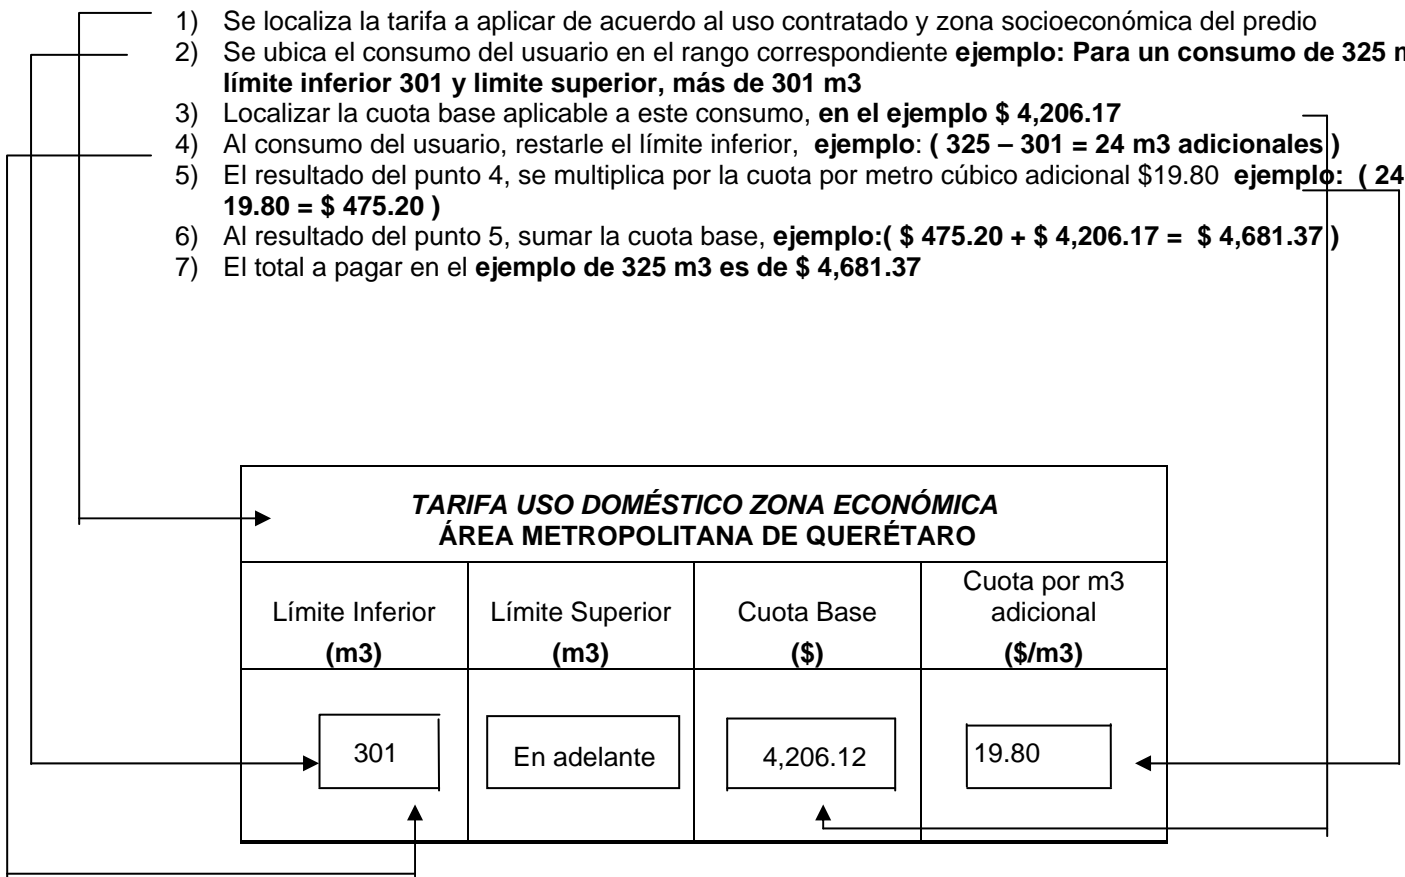 1) Se localiza la tarifa a aplicar de acuerdo al uso contratado y zona socioeconómica del predio
2) Se ubica el consumo del usuario en el rango correspondiente ejemplo: Para un consumo de 325
límite inferior 301 y limite superior, más de 301 m3
3) Localizar la cuota base aplicable a este consumo, en el ejemplo $ 4,206.17
4) Al consumo del usuario, restarle el límite inferior, ejemplo: ( 325 – 301 = 24 m3 adicionales )
5) El resultado del punto 4, se multiplica por la cuota por metro cúbico adicional $19.80 ejemplo: ( 24
19.80 = $ 475.20 )
6) Al resultado del punto 5, sumar la cuota base, ejemplo:( $ 475.20 + $ 4,206.17 = $ 4,681.37 )
7) El total a pagar en el ejemplo de 325 m3 es de $ 4,681.37
TARIFA USO DOMÉSTICO ZONA ECONÓMICA
ÁREA METROPOLITANA DE QUERÉTARO
Límite Inferior
(m3)
Límite Superior
(m3)
Cuota Base
($)
Cuota por m3
adicional
($/m3)
301
En adelante
4,206.12
19.80